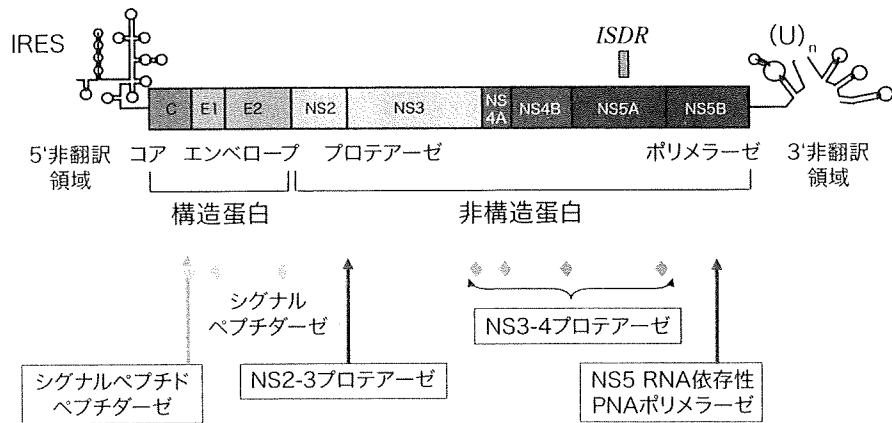 IRES
ISDR
(U)n
C
E1
E2
NS2
NS3
NS
4A
NS4B
NS5A
NS5B
5'非翻訳
領域
コア
エンベロープ
プロテアーゼ
ポリメラーゼ
3'非翻訳
領域
構造蛋白
非構造蛋白
シグナル
ペプチダーゼ
NS3-4プロテアーゼ
シグナルペプチド
ペプチダーゼ
NS2-3プロテアーゼ
NS5 RNA依存性
PNAポリメラーゼ